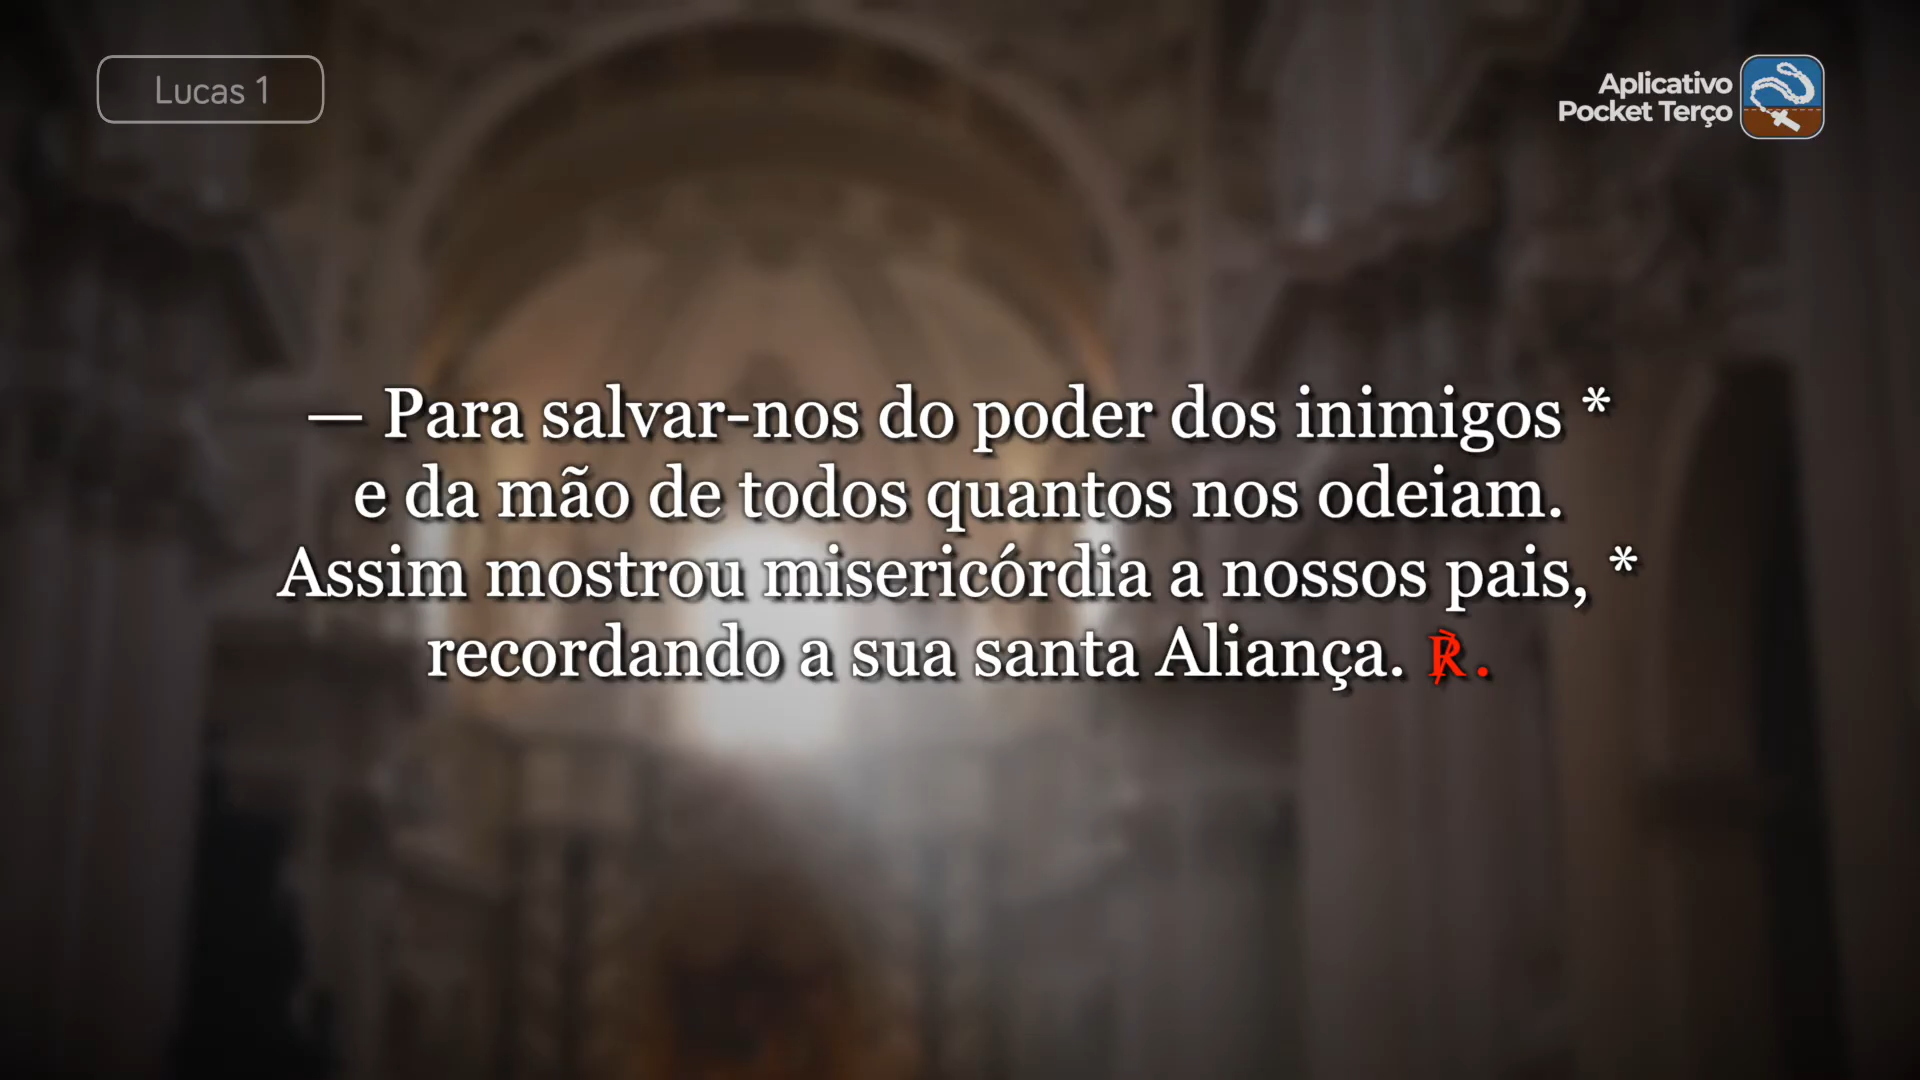 Lucas 1
Aplicativo
Pocket Terço
— Para salvar-nos do poder dos inimigos *
e da mão de todos quantos nos odeiam.
Assim mostrou misericórdia a nossos pais, *
recordando a sua santa Aliança. ℟.